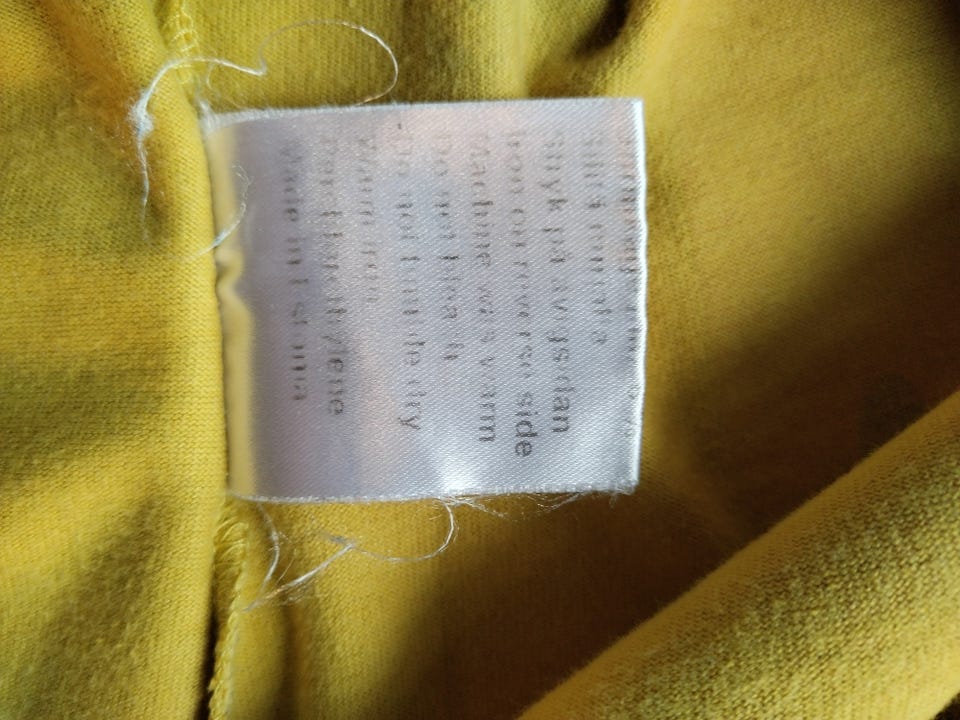 Stryk på avigsidan
Iron on reverse side
Machine wash warm
Do not bleach
Do not tumble dry
Warm iron
Perchlorethylene
Made in Estonia